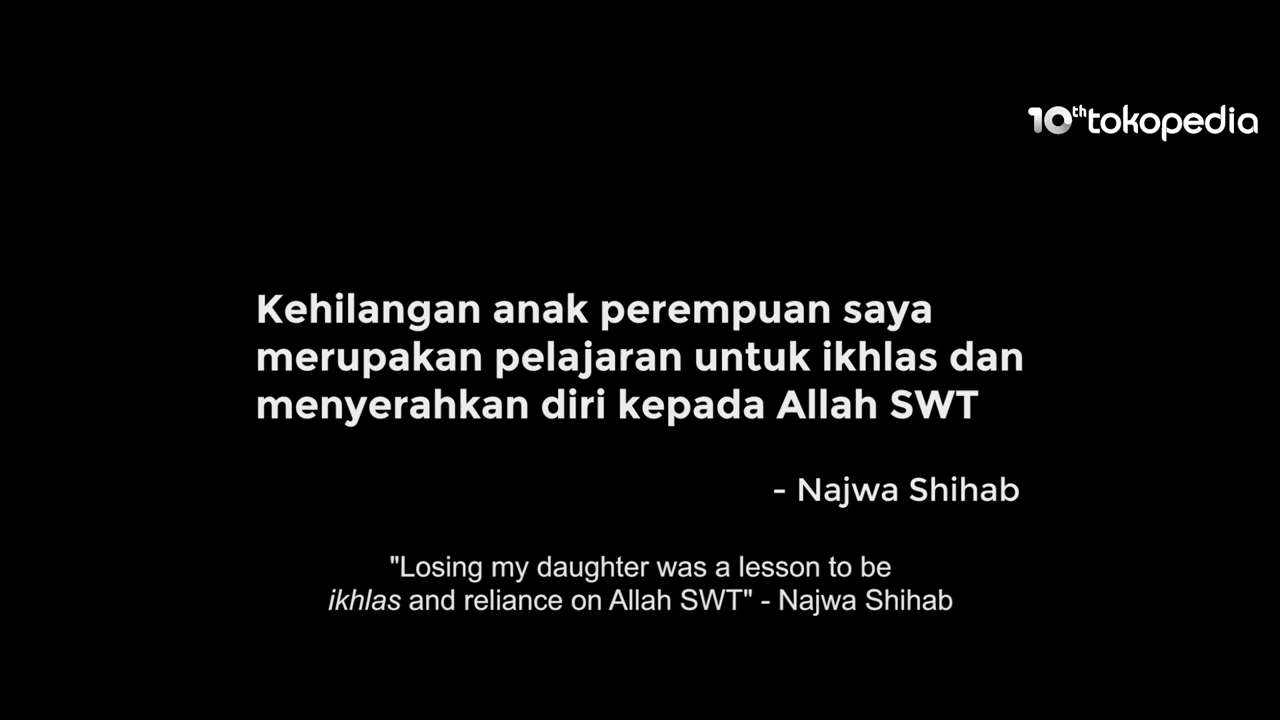 10th tokopedia
Kehilangan anak perempuan saya
merupakan pelajaran untuk ikhlas dan
menyerahkan diri kepada Allah SWT
- Najwa Shihab
"Losing my daughter was a lesson to be
ikhlas and reliance on Allah SWT" - Najwa Shihab